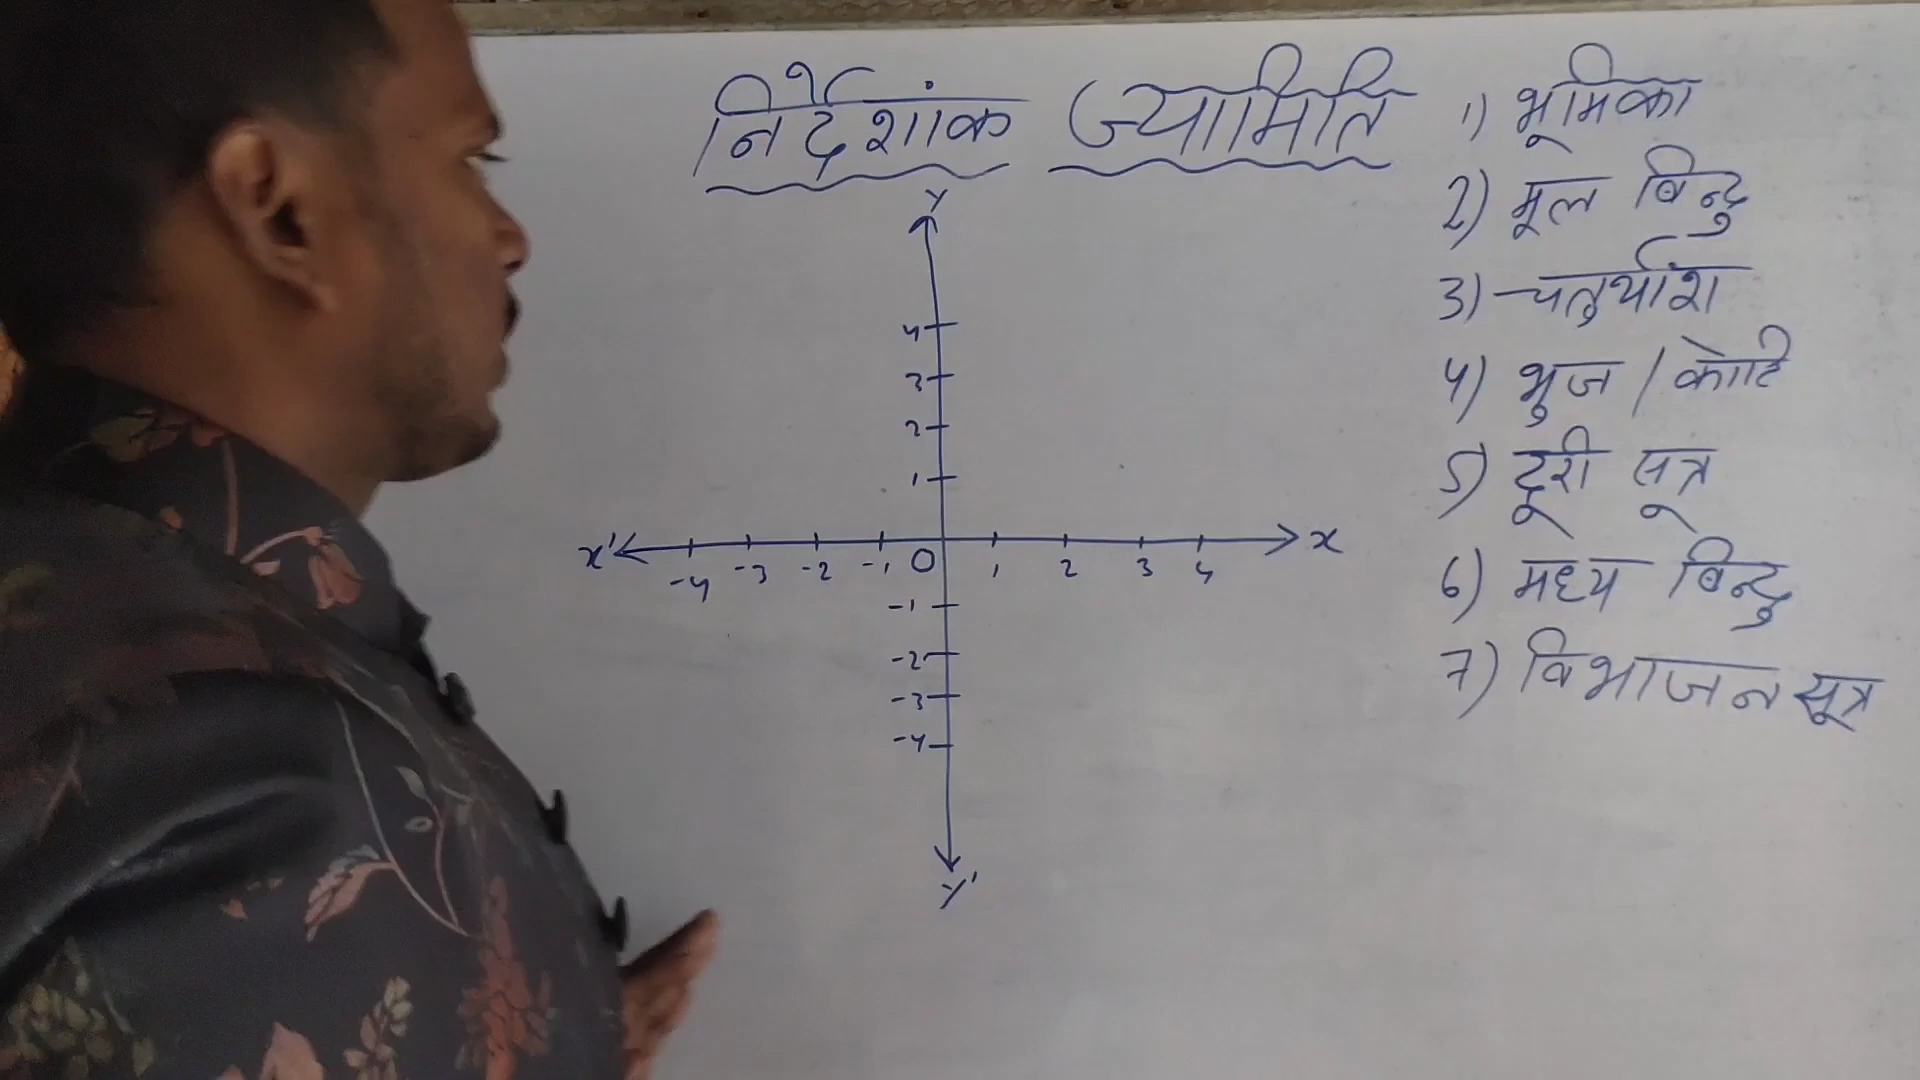 निर्देशांक ज्यामिति
1) भूमिका
2) मूल बिन्दु
3) चतुर्थांश
4) भुज / कोटि
5) दूरी सूत्र
6) मध्य बिन्दु
7) विभाजन सूत्र
Y
4
3
2
1
x' x
-4 -3 -2 -1 0 1 2 3 4
-1
-2
-3
-4
Y'